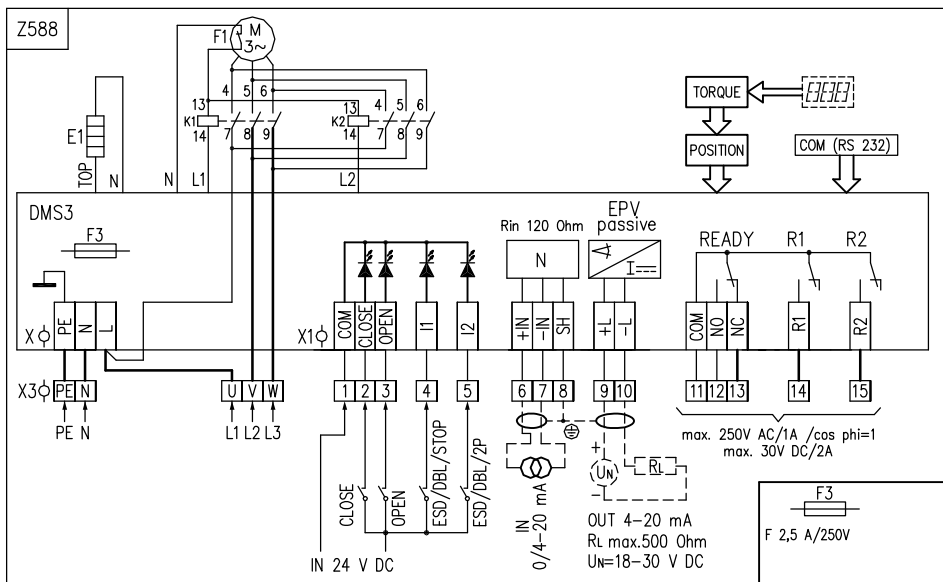 Z588
F1
M
3~
4 5 6
13
K1
14
7 8 9
4 5 6
13
K2
14
7 8 9
E1
TOP
N
N
L1
L2
TORQUE
POSITION
COM (RS 232)
DMS3
F3
Rin 120 Ohm
N
EPV
passive
I
READY
R1
R2
X
PE
N
L
X1
COM
CLOSE
OPEN
I1
I2
+IN
-IN
SH
+L
-L
COM
NO
NC
R1
R2
X3
PE N
U V W
1 2 3 4 5 6 7 8 9 10 11 12 13 14 15
PE N
L1 L2 L3
CLOSE
OPEN
ESD/DBL/STOP
ESD/DBL/2P
IN 24 V DC
IN
0/4-20 mA
+
UN
-
RL
OUT 4-20 mA
RL max.500 Ohm
UN=18-30 V DC
max. 250V AC/1A /cos phi=1
max. 30V DC/2A
F3
F 2,5 A/250V